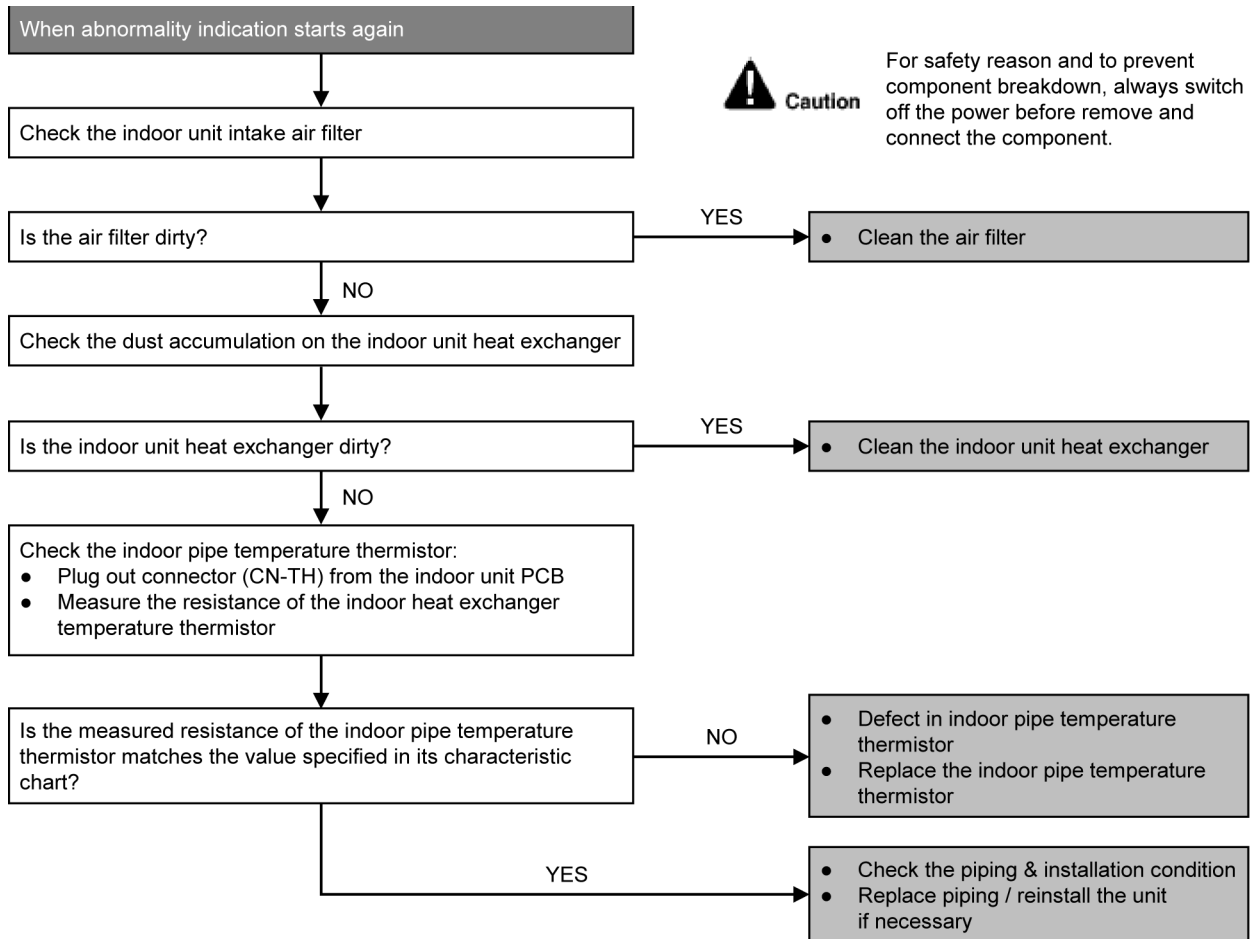 When abnormality indication starts again
Caution
For safety reason and to prevent
component breakdown, always switch
off the power before remove and
connect the component.
Check the indoor unit intake air filter
Is the air filter dirty?
YES
● Clean the air filter
NO
Check the dust accumulation on the indoor unit heat exchanger
Is the indoor unit heat exchanger dirty?
YES
● Clean the indoor unit heat exchanger
NO
Check the indoor pipe temperature thermistor:
● Plug out connector (CN-TH) from the indoor unit PCB
● Measure the resistance of the indoor heat exchanger
temperature thermistor
Is the measured resistance of the indoor pipe temperature
thermistor matches the value specified in its characteristic
chart?
NO
● Defect in indoor pipe temperature
thermistor
● Replace the indoor pipe temperature
thermistor
YES
● Check the piping & installation condition
● Replace piping / reinstall the unit
if necessary